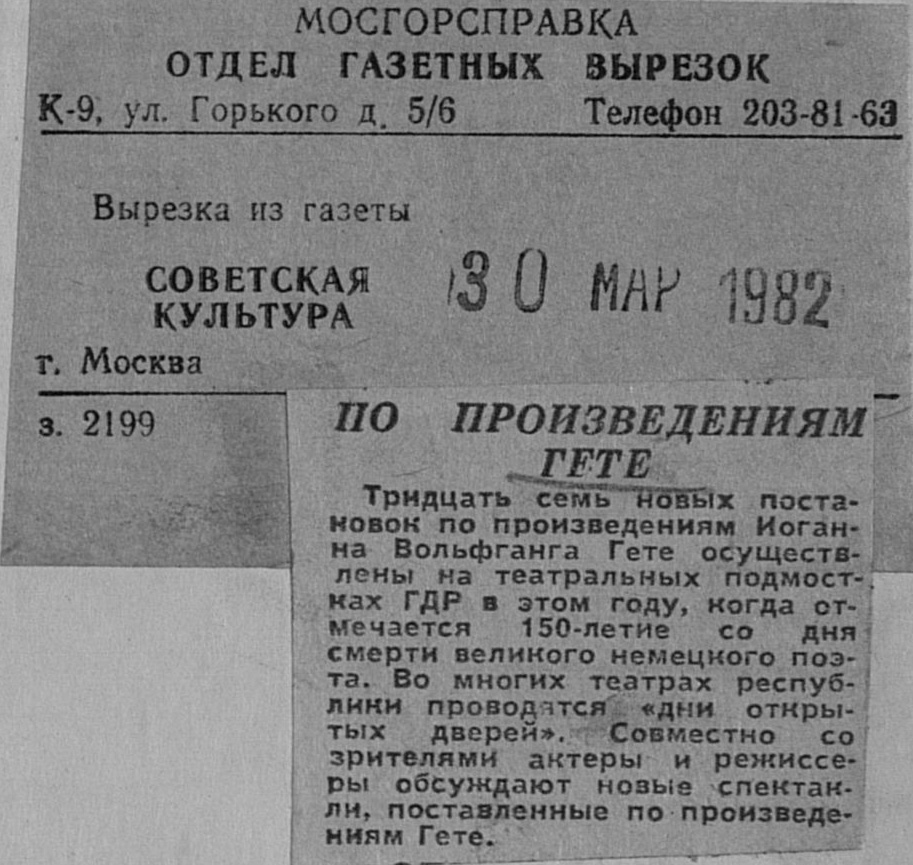 МОСГОРСПРАВКА
ОТДЕЛ ГАЗЕТНЫХ ВЫРЕЗОК
К-9, ул. Горького д. 5/6 Телефон 203-81-63
Вырезка из газеты
СОВЕТСКАЯ
КУЛЬТУРА
30 МАР 1982
г. Москва
з. 2199
ПО ПРОИЗВЕДЕНИЯМ
ГЕТЕ
Тридцать семь новых поста-
новок по произведениям Иоган-
на Вольфганга Гете осуществ-
лены на театральных подмост-
ках ГДР в этом году, когда от-
мечается 150-летие со дня
смерти великого немецкого поэ-
та. Во многих театрах респуб-
лики проводятся «дни откры-
тых дверей». Совместно со
зрителями актеры и режиссе-
ры обсуждают новые спектак-
ли, поставленные по произведе-
ниям Гете.